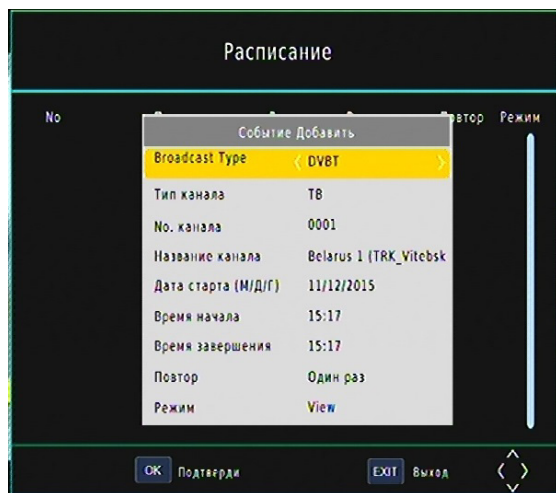 Расписание
No Повтор Режим
Событие Добавить
Broadcast Type DVBT
Тип канала ТВ
No. канала 0001
Название канала Belarus 1 (TRK_Vitebsk
Дата старта (М/Д/Г) 11/12/2015
Время начала 15:17
Время завершения 15:17
Повтор Один раз
Режим View
OK Подтверди EXIT Выход